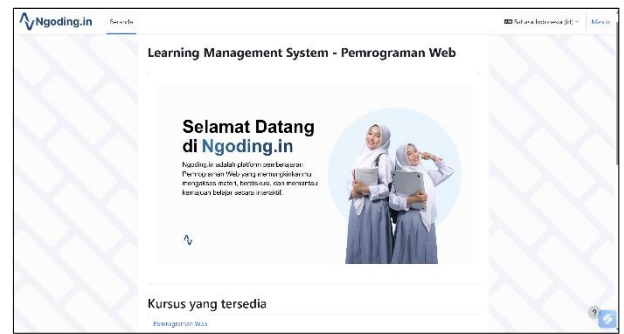 Ngoding.in
Beranda
Bahasa Indonesia (id)
Masuk
Learning Management System - Pemrograman Web
Selamat Datang
di Ngoding.in
Ngoding.in adalah platform pembelajaran
Pemrograman Web yang memungkinkanmu
mengakses materi, berdiskusi, dan memantau
kemajuan belajar secara interaktif.
Kursus yang tersedia
Pemrograman Web
?